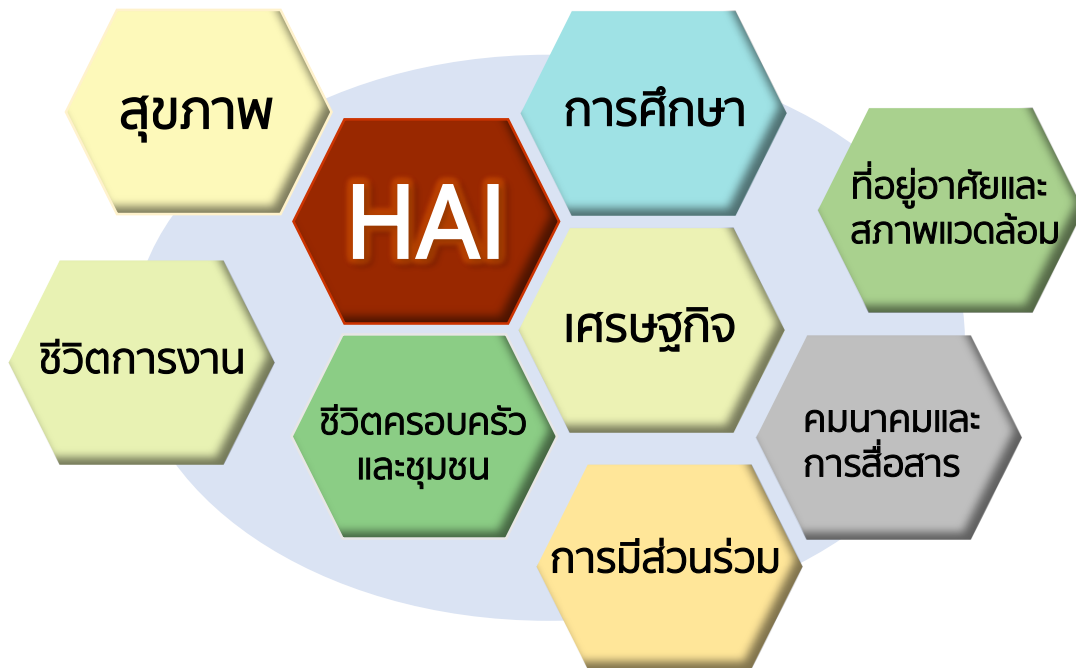 สุขภาพ
การศึกษา
HAI
ที่อยู่อาศัยและ
สภาพแวดล้อม
ชีวิตการงาน
เศรษฐกิจ
ชีวิตครอบครัว
และชุมชน
คมนาคมและ
การสื่อสาร
การมีส่วนร่วม